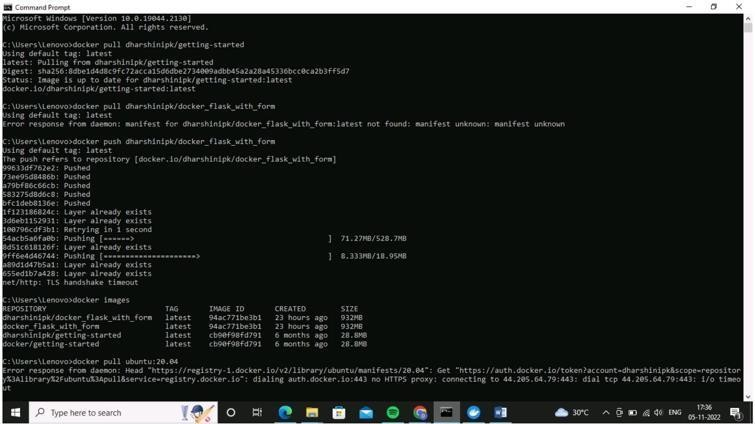 Command Prompt
Microsoft Windows [Version 10.0.19044.2130]
(c) Microsoft Corporation. All rights reserved.
C:\Users\Lenovo>docker pull dharshinipk/getting-started
Using default tag: latest
latest: Pulling from dharshinipk/getting-started
Digest: sha256:8dbe1d4d8c9fc72acca15d6dbe2734009adbb45a2a28a45336bcc0ca2b3ff5d7
Status: Image is up to date for dharshinipk/getting-started:latest
docker.io/dharshinipk/getting-started:latest
C:\Users\Lenovo>docker pull dharshinipk/docker_flask_with_form
Using default tag: latest
Error response from daemon: manifest for dharshinipk/docker_flask_with_form:latest not found: manifest unknown: manifest unknown
C:\Users\Lenovo>docker push dharshinipk/docker_flask_with_form
Using default tag: latest
The push refers to repository [docker.io/dharshinipk/docker_flask_with_form]
99633df762e2: Pushed
73ee95d8486b: Pushed
a79bf86c66cb: Pushed
583275d8d6c8: Pushed
bfc1deb8136e: Pushed
1f123186824c: Layer already exists
3d6eb1152931: Layer already exists
100796cdf3b1: Retrying in 1 second
54acb5a6fa0b: Pushing [======>                                            ]  71.27MB/528.7MB
8d51c618126f: Layer already exists
9ff6e4d46744: Pushing [=====================>                             ]  8.333MB/18.95MB
a89d1d47b5a1: Layer already exists
655ed1b7a428: Layer already exists
net/http: TLS handshake timeout
C:\Users\Lenovo>docker images
REPOSITORY TAG IMAGE ID CREATED SIZE
dharshinipk/docker_flask_with_form latest 94ac771be3b1 23 hours ago 932MB
docker_flask_with_form latest 94ac771be3b1 23 hours ago 932MB
dharshinipk/getting-started latest cb90f98fd791 6 months ago 28.8MB
docker/getting-started latest cb90f98fd791 6 months ago 28.8MB
C:\Users\Lenovo>docker pull ubuntu:20.04
Error response from daemon: Head "https://registry-1.docker.io/v2/library/ubuntu/manifests/20.04": Get "https://auth.docker.io/token?account=dharshinipk&scope=repositor
y%3Alibrary%2Fubuntu%3Apull&service=registry.docker.io": dialing auth.docker.io:443 no HTTPS proxy: connecting to 44.205.64.79:443: dial tcp 44.205.64.79:443: i/o timeo
ut
Type here to search
30°C
ENG
17:36
05-11-2022
3